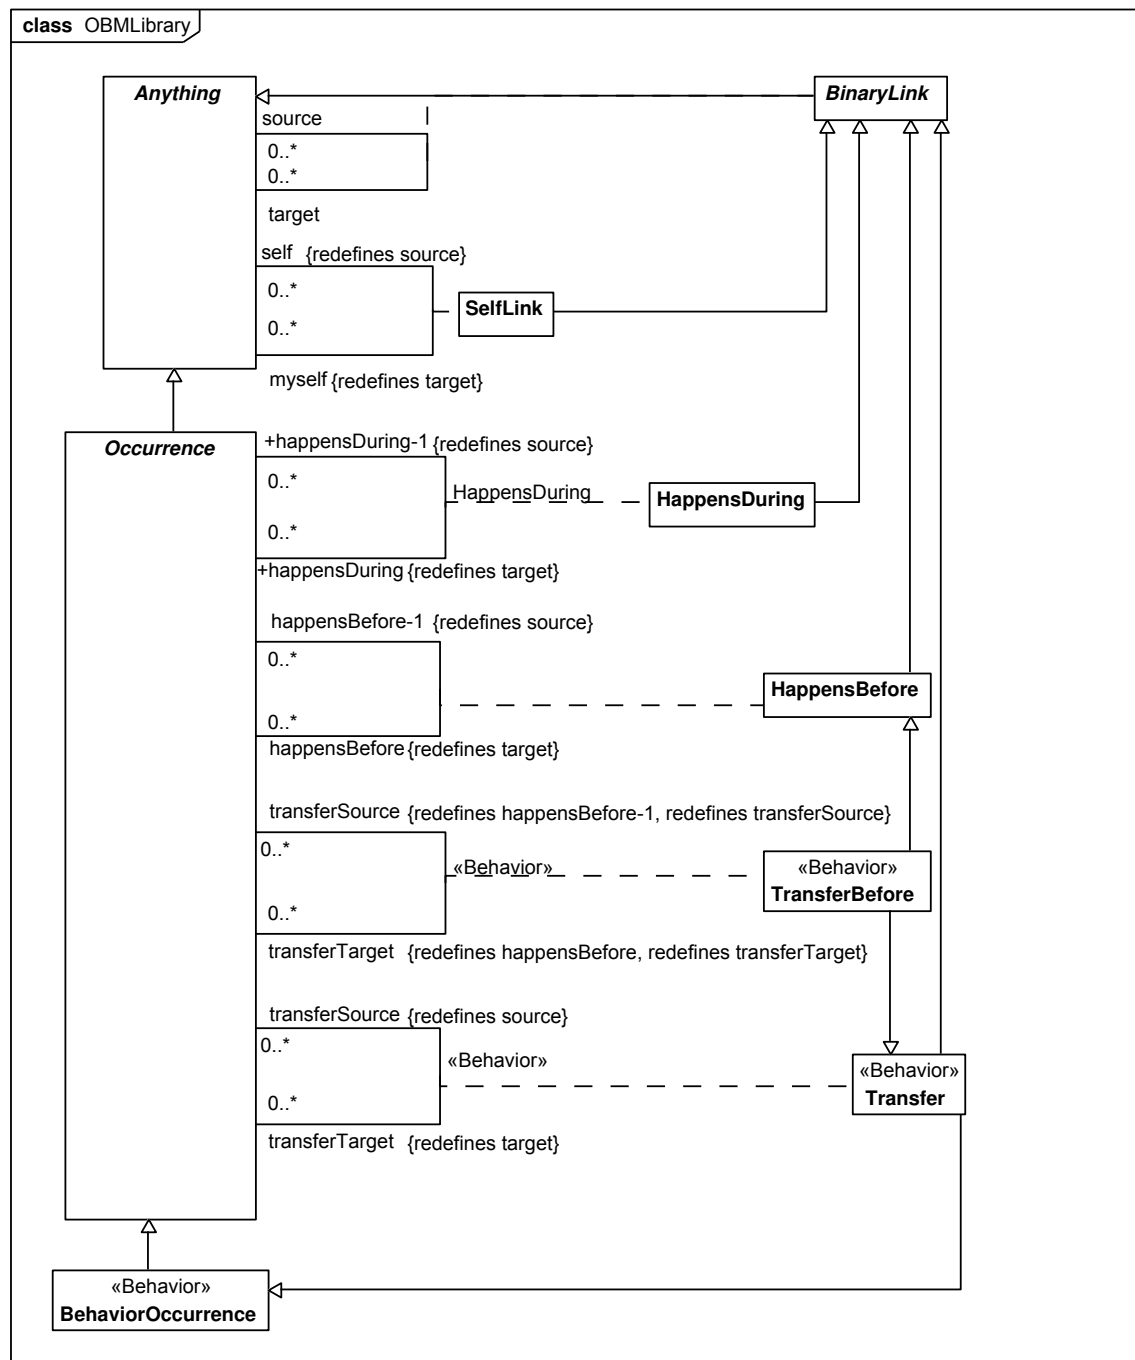 class OBMLibrary
Anything
BinaryLink
source
0..*
0..*
target
self {redefines source}
0..*
SelfLink
0..*
myself {redefines target}
Occurrence
+happensDuring-1 {redefines source}
0..*
HappensDuring
HappensDuring
0..*
+happensDuring {redefines target}
happensBefore-1 {redefines source}
0..*
HappensBefore
0..*
happensBefore {redefines target}
transferSource {redefines happensBefore-1, redefines transferSource}
0..*
«Behavior»
«Behavior»
TransferBefore
0..*
transferTarget {redefines happensBefore, redefines transferTarget}
transferSource {redefines source}
0..*
«Behavior»
«Behavior»
Transfer
0..*
transferTarget {redefines target}
«Behavior»
BehaviorOccurrence